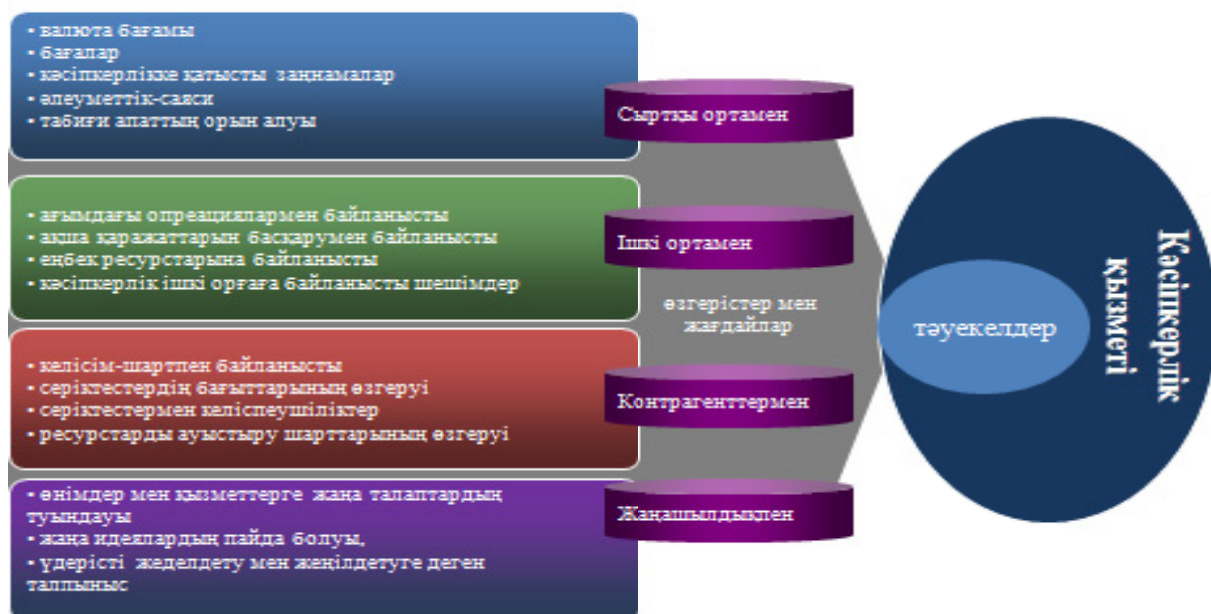 • валюта бағамы
• бағалар
• кәсіпкерлікке қатысты заңнамалар
• әлеуметтік-саяси
• табиғи апаттың орын алуы
Сыртқы ортамен
• ағымдағы опреациялармен байланысты
• ақша қаражаттарын басқарумен байланысты
• еңбек ресурстарына байланысты
• кәсіпкерлік ішкі орғаға байланысты шешімдер
Ішкі ортамен
өзгерістер мен
жағдайлар
• келісім-шартпен байланысты
• серіктестердің бағыттарының өзгеруі
• серіктестермен келіспеушіліктер
• ресурстарды ауыстыру шарттарының өзгеруі
Контрагенттермен
• өнімдер мен қызметтерге жаңа талаптардың
туындауы
• жаңа идеялардың пайда болуы,
• үдерісті жеделдету мен жеңілдетуге деген
талпыныс
Жаңашылдықпен
тәуекелдер
Кәсіпкерлік
қызметі